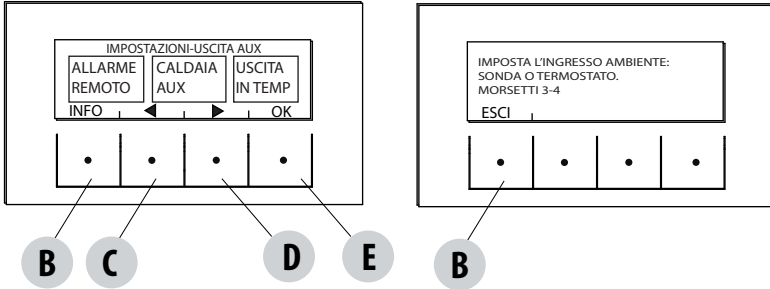 IMPOSTAZIONI-USCITA AUX
ALLARME REMOTO
CALDAIA AUX
USCITA IN TEMP
INFO ◀ ▶ OK
B C D E
IMPOSTA L'INGRESSO AMBIENTE:
SONDA O TERMOSTATO.
MORSETTI 3-4
ESCI
B